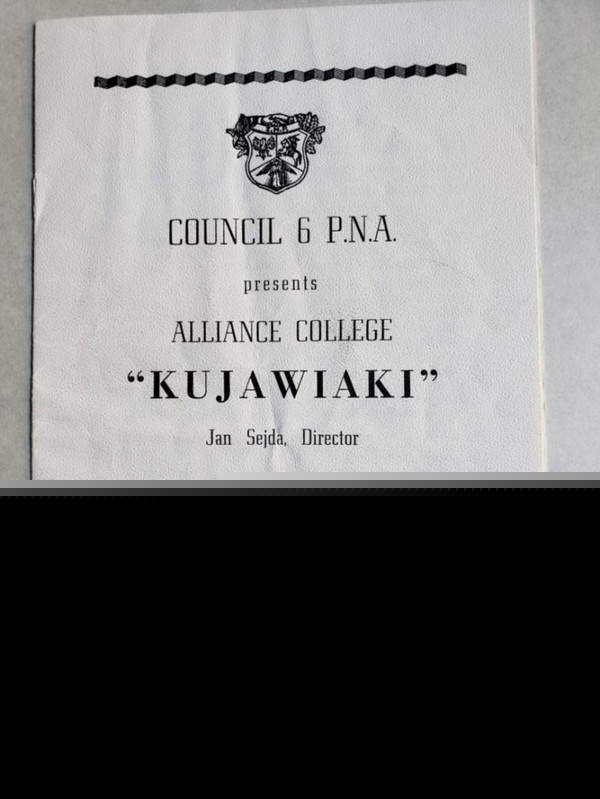 P.N.A.
COUNCIL 6 P.N.A.
presents
ALLIANCE COLLEGE
“KUJAWIAKI”
Jan Sejda, Director